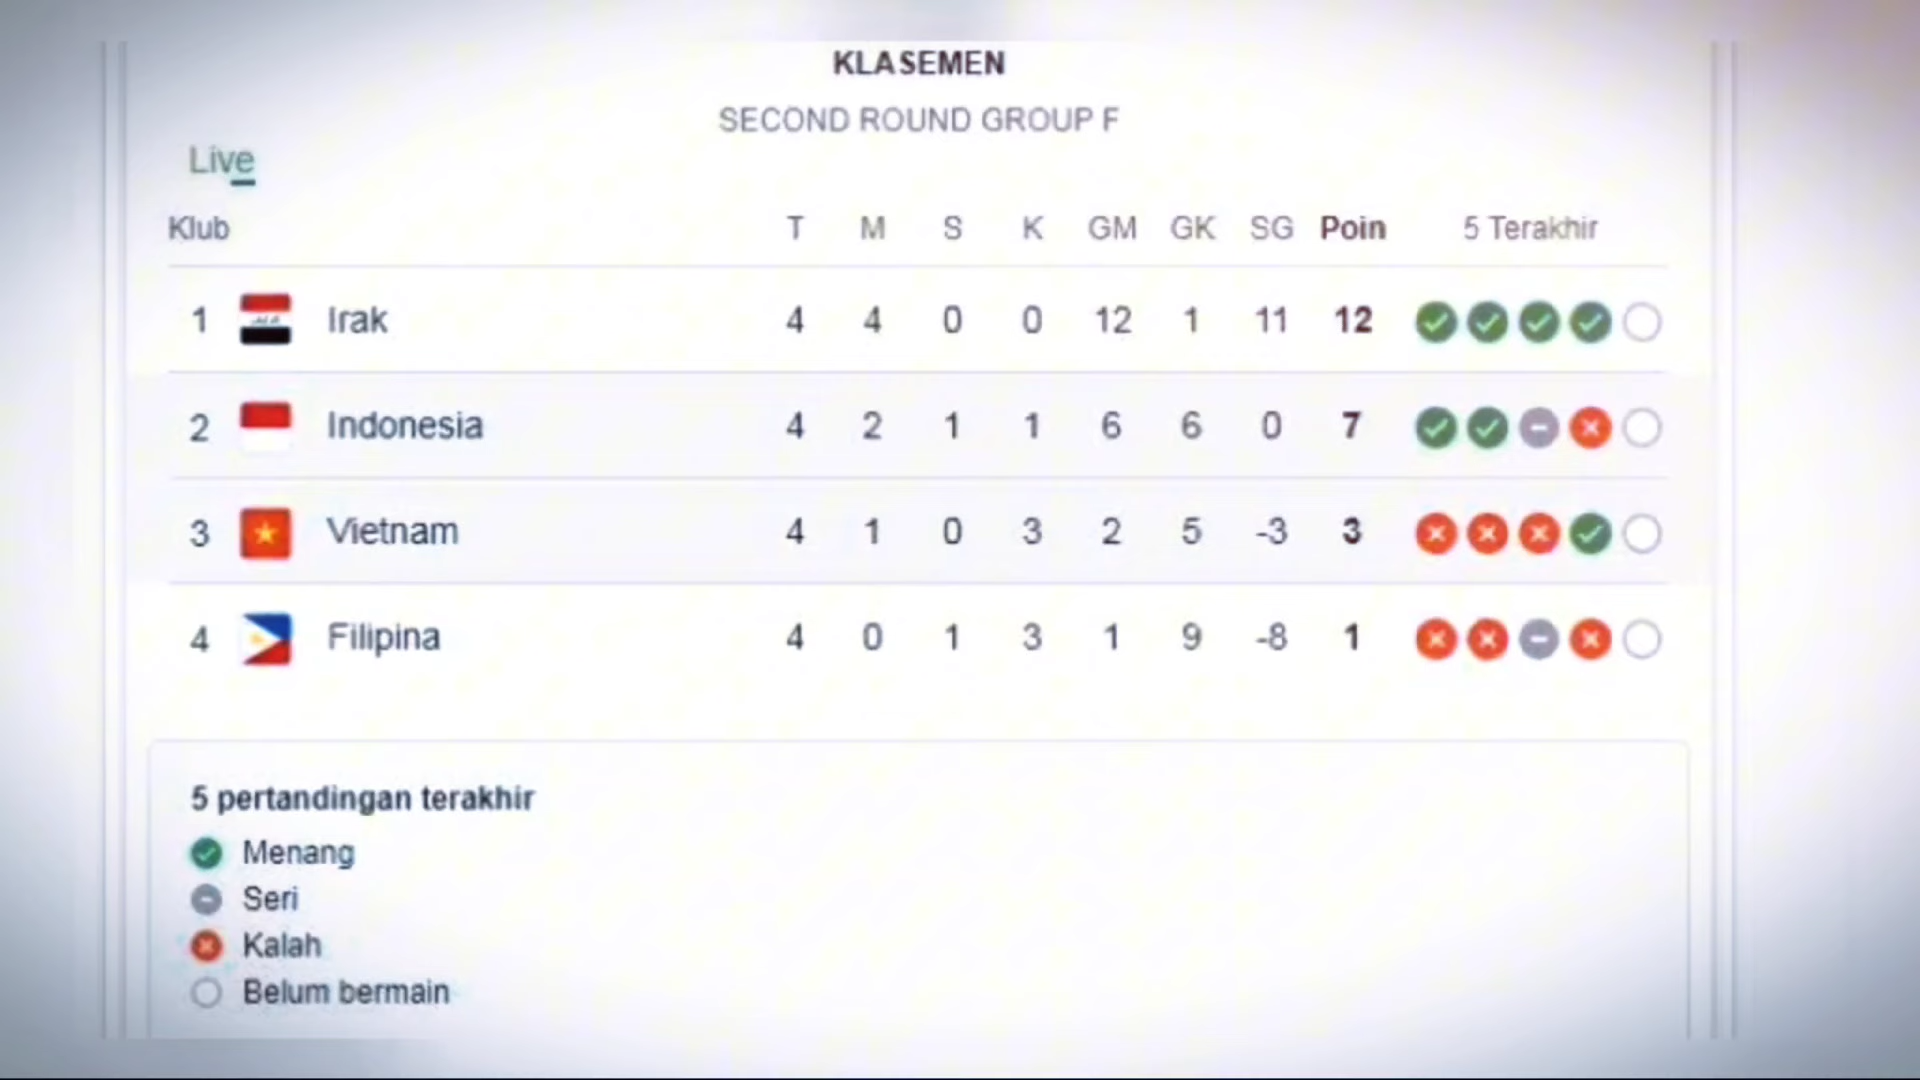 KLASEMEN
SECOND ROUND GROUP F
Live
Klub T M S K GM GK SG Poin 5 Terakhir
1 Irak 4 4 0 0 12 1 11 12
2 Indonesia 4 2 1 1 6 6 0 7
3 Vietnam 4 1 0 3 2 5 -3 3
4 Filipina 4 0 1 3 1 9 -8 1
5 pertandingan terakhir
Menang
Seri
Kalah
Belum bermain